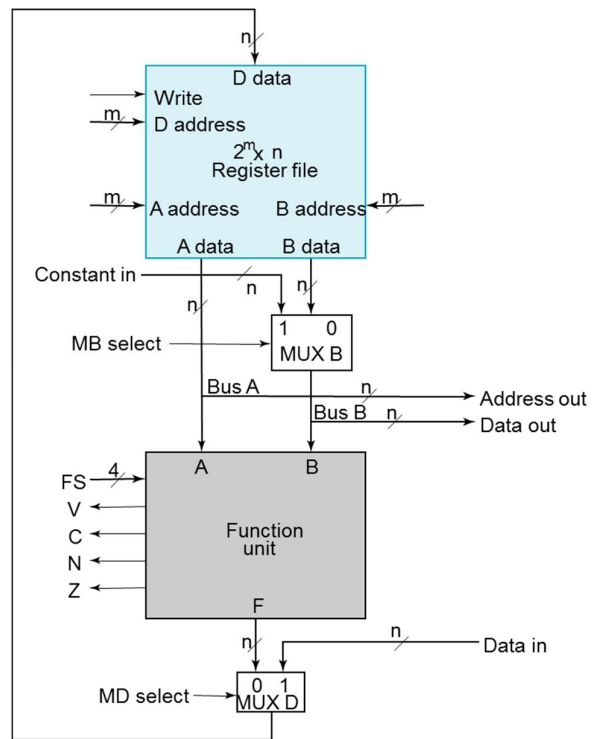 n
D data
Write
m
D address
2^m x n
Register file
m
m
A address
B address
A data
B data
Constant in
n
n
n
1 0
MB select
MUX B
Bus A
n
Address out
Bus B
n
Data out
A
B
FS
4
V
C
N
Z
Function
unit
F
n
n
Data in
0 1
MD select
MUX D